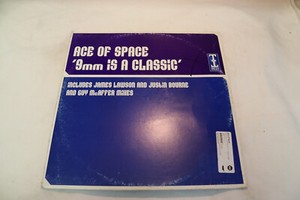 ACE OF SPACE
'9mm iS A CLASSiC'
iNCLUDES JAMES LAWSON AND JUSTiN BOURNE
AND GUY McAFFER MiXES